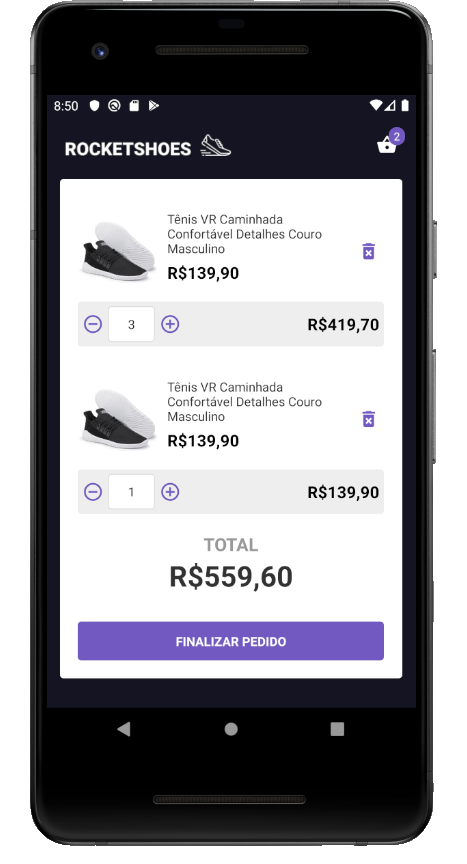 8:50
ROCKETSHOES
2
Tênis VR Caminhada
Confortável Detalhes Couro
Masculino
R$139,90
3
R$419,70
Tênis VR Caminhada
Confortável Detalhes Couro
Masculino
R$139,90
1
R$139,90
TOTAL
R$559,60
FINALIZAR PEDIDO